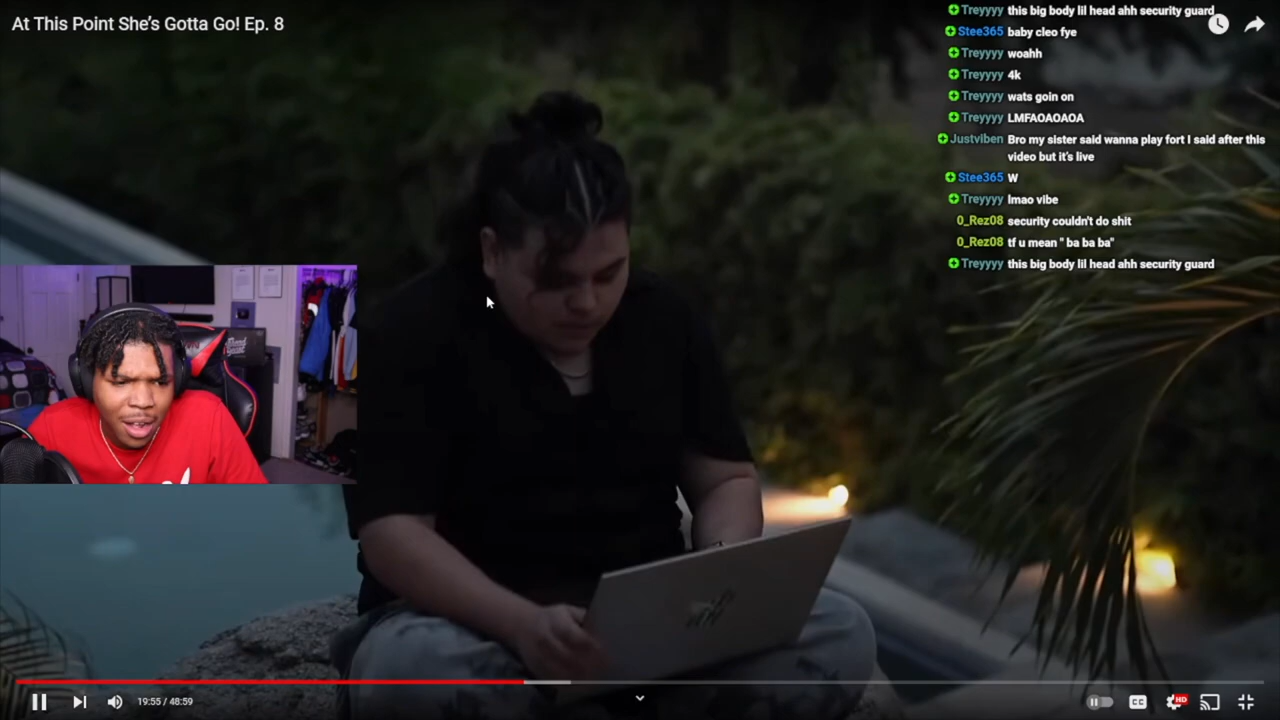 At This Point She’s Gotta Go! Ep. 8
Treyyyy this big body lil head ahh security guard
Stee365 baby cleo fye
Treyyyy woahh
Treyyyy 4k
Treyyyy wats goin on
Treyyyy LMFAOAOAOA
Justviben Bro my sister said wanna play fort I said after this
video but it's live
Stee365 W
Treyyyy lmao vibe
0_Rez08 security couldn't do shit
0_Rez08 tf u mean " ba ba ba"
Treyyyy this big body lil head ahh security guard
19:55 / 48:59
CC
HD